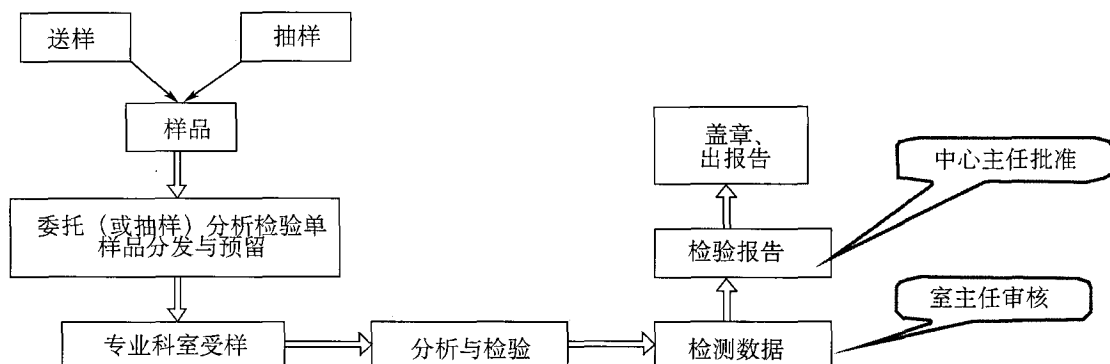 送样
抽样
样品
委托（或抽样）分析检验单
样品分发与预留
专业科室受样
分析与检验
检测数据
室主任审核
检验报告
中心主任批准
盖章、
出报告